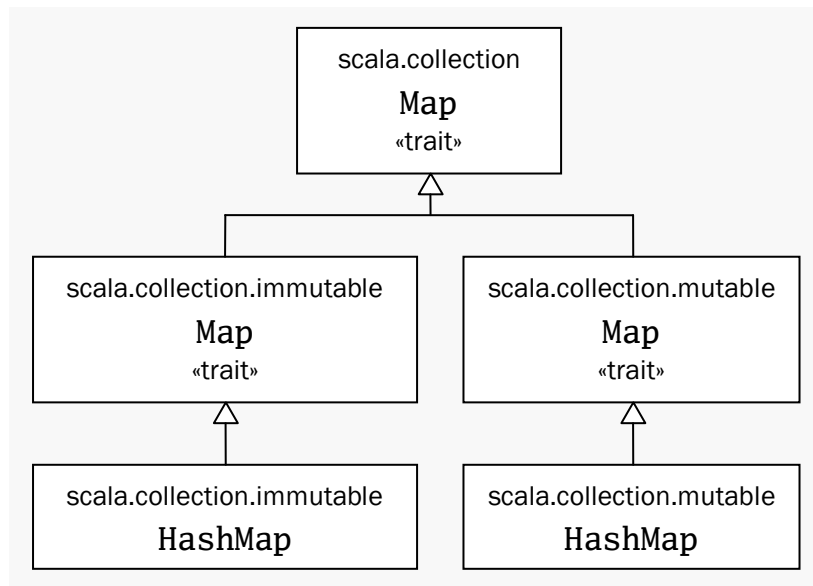 scala.collection
Map
«trait»
scala.collection.immutable
Map
«trait»
scala.collection.mutable
Map
«trait»
scala.collection.immutable
HashMap
scala.collection.mutable
HashMap